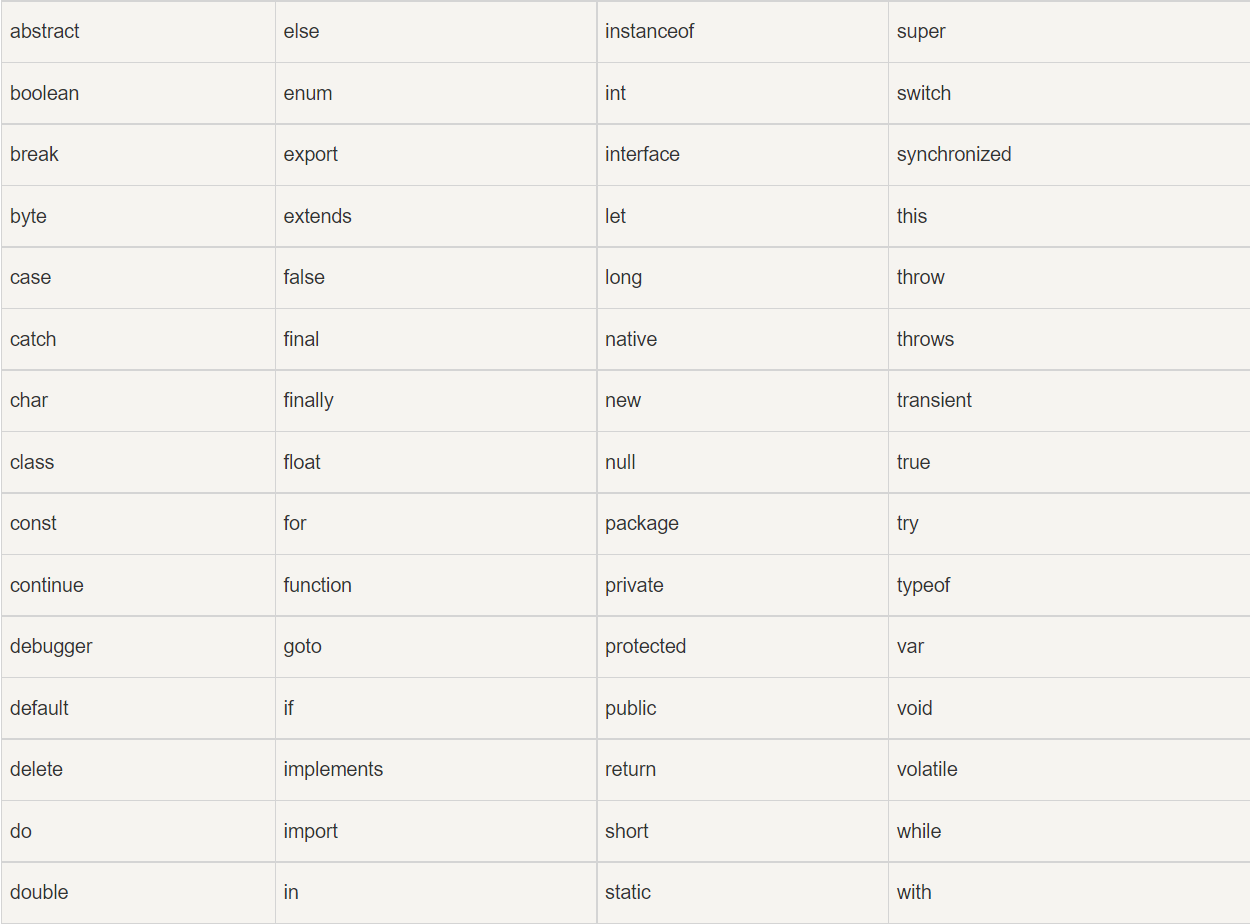 abstract else instanceof super
boolean enum int switch
break export interface synchronized
byte extends let this
case false long throw
catch final native throws
char finally new transient
class float null true
const for package try
continue function private typeof
debugger goto protected var
default if public void
delete implements return volatile
do import short while
double in static with